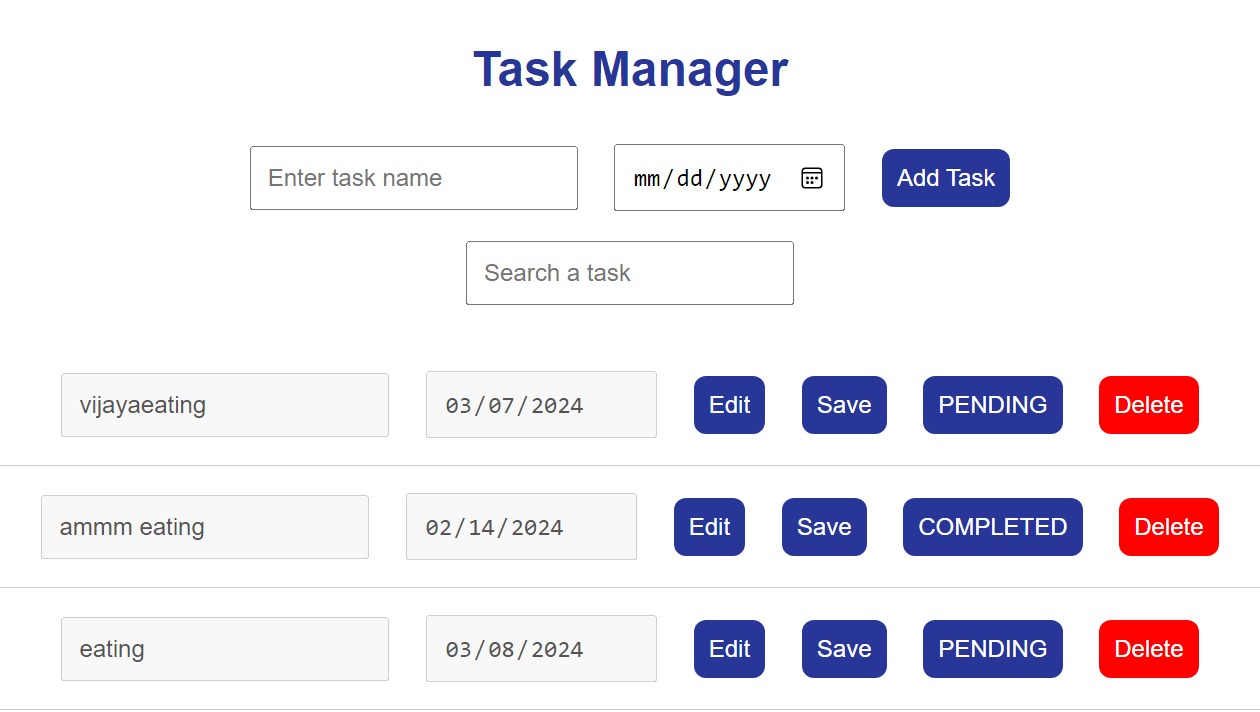 Task Manager
Enter task name mm/dd/yyyy Add Task
Search a task
vijayaeating 03/07/2024 Edit Save PENDING Delete
ammm eating 02/14/2024 Edit Save COMPLETED Delete
eating 03/08/2024 Edit Save PENDING Delete